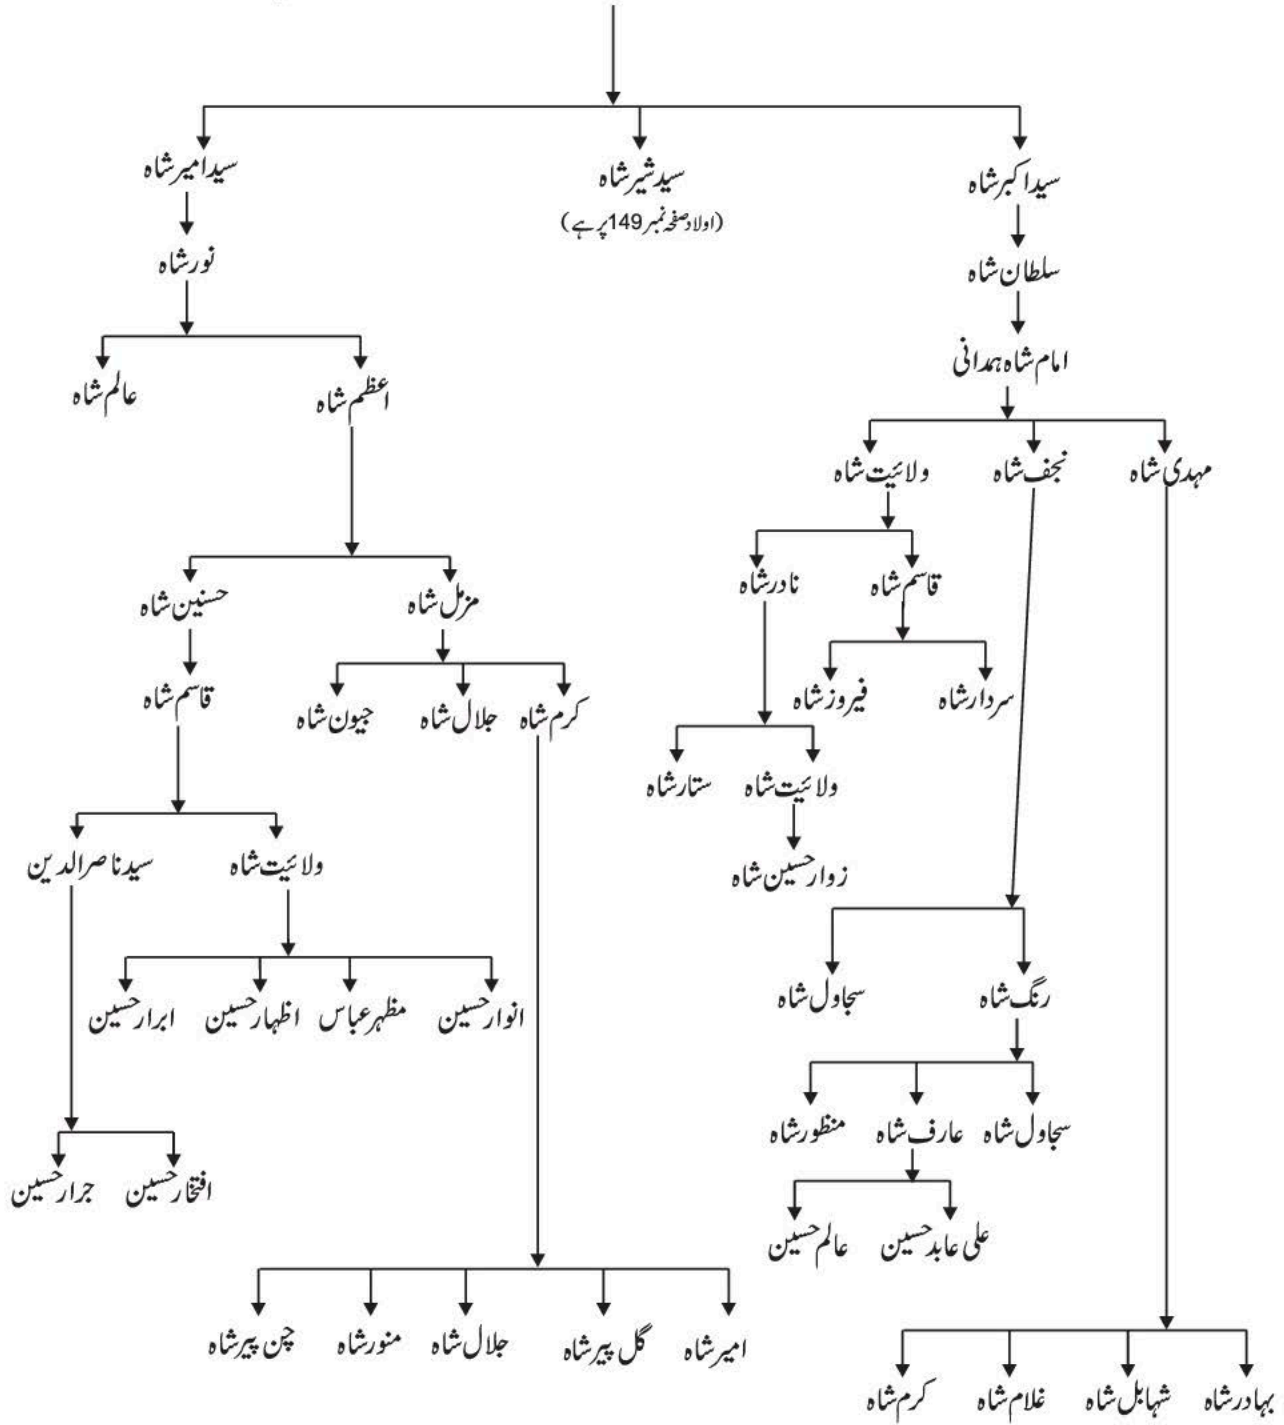 سید اکبر شاہ
سید شیر شاہ
سید امیر شاہ
(اولاد صفحہ نمبر 149 پر ہے)
سلطان شاہ
نور شاہ
امام شاہ ہمدانی
اعظم شاہ
عالم شاہ
مہدی شاہ
نجف شاہ
ولائیت شاہ
قاسم شاہ
نادر شاہ
مزمل شاہ
حسنین شاہ
سردار شاہ
فیروز شاہ
کرم شاہ
جلال شاہ
جیون شاہ
قاسم شاہ
ولائیت شاہ
ستار شاہ
زوار حسین شاہ
ولائیت شاہ
سید ناصر الدین
رنگ شاہ
سجاول شاہ
انوار حسین
مظہر عباس
اظہار حسین
ابرار حسین
سجاول شاہ
عارف شاہ
منظور شاہ
افتخار حسین
جرار حسین
علی عابد حسین
عالم حسین
امیر شاہ
گل پیر شاہ
جلال شاہ
منور شاہ
چن پیر شاہ
بہادر شاہ
شہابل شاہ
غلام شاہ
کرم شاہ